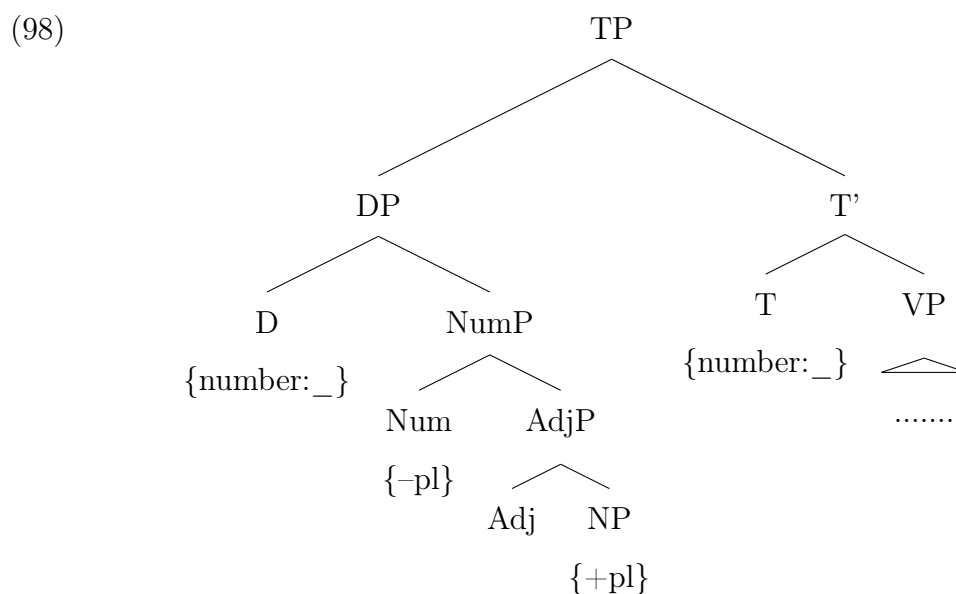 (98) TP
DP T’
D NumP T VP
{number:_} {number:_}
Num AdjP .......
{–pl}
Adj NP
{+pl}